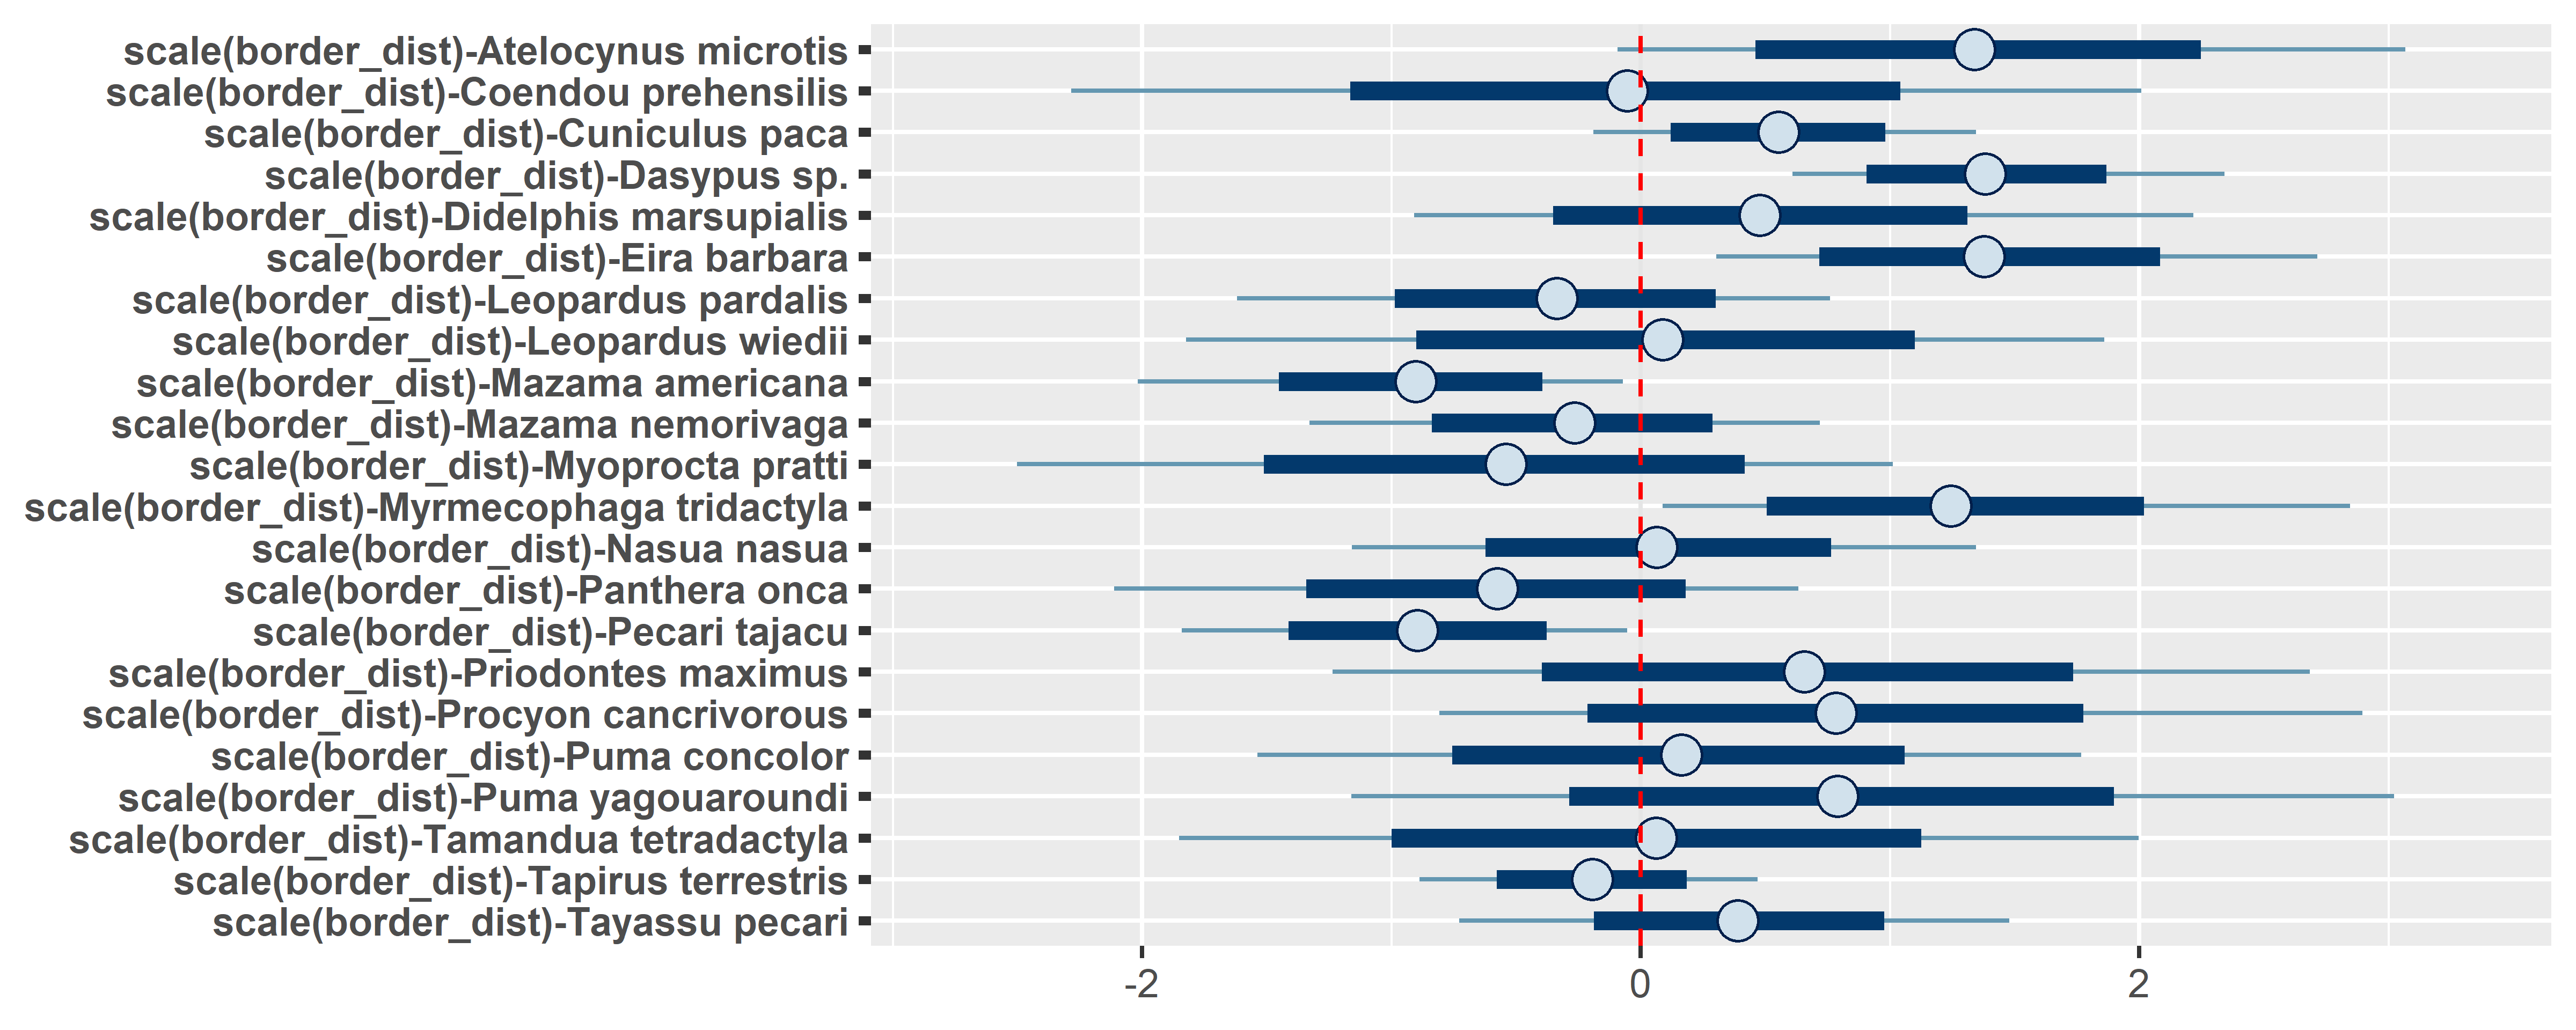 scale(border_dist)-Atelocynus microtis
scale(border_dist)-Coendou prehensilis
scale(border_dist)-Cuniculus paca
scale(border_dist)-Dasypus sp.
scale(border_dist)-Didelphis marsupialis
scale(border_dist)-Eira barbara
scale(border_dist)-Leopardus pardalis
scale(border_dist)-Leopardus wiedii
scale(border_dist)-Mazama americana
scale(border_dist)-Mazama nemorivaga
scale(border_dist)-Myoprocta pratti
scale(border_dist)-Myrmecophaga tridactyla
scale(border_dist)-Nasua nasua
scale(border_dist)-Panthera onca
scale(border_dist)-Pecari tajacu
scale(border_dist)-Priodontes maximus
scale(border_dist)-Procyon cancrivorous
scale(border_dist)-Puma concolor
scale(border_dist)-Puma yagouaroundi
scale(border_dist)-Tamandua tetradactyla
scale(border_dist)-Tapirus terrestris
scale(border_dist)-Tayassu pecari
-2 0 2